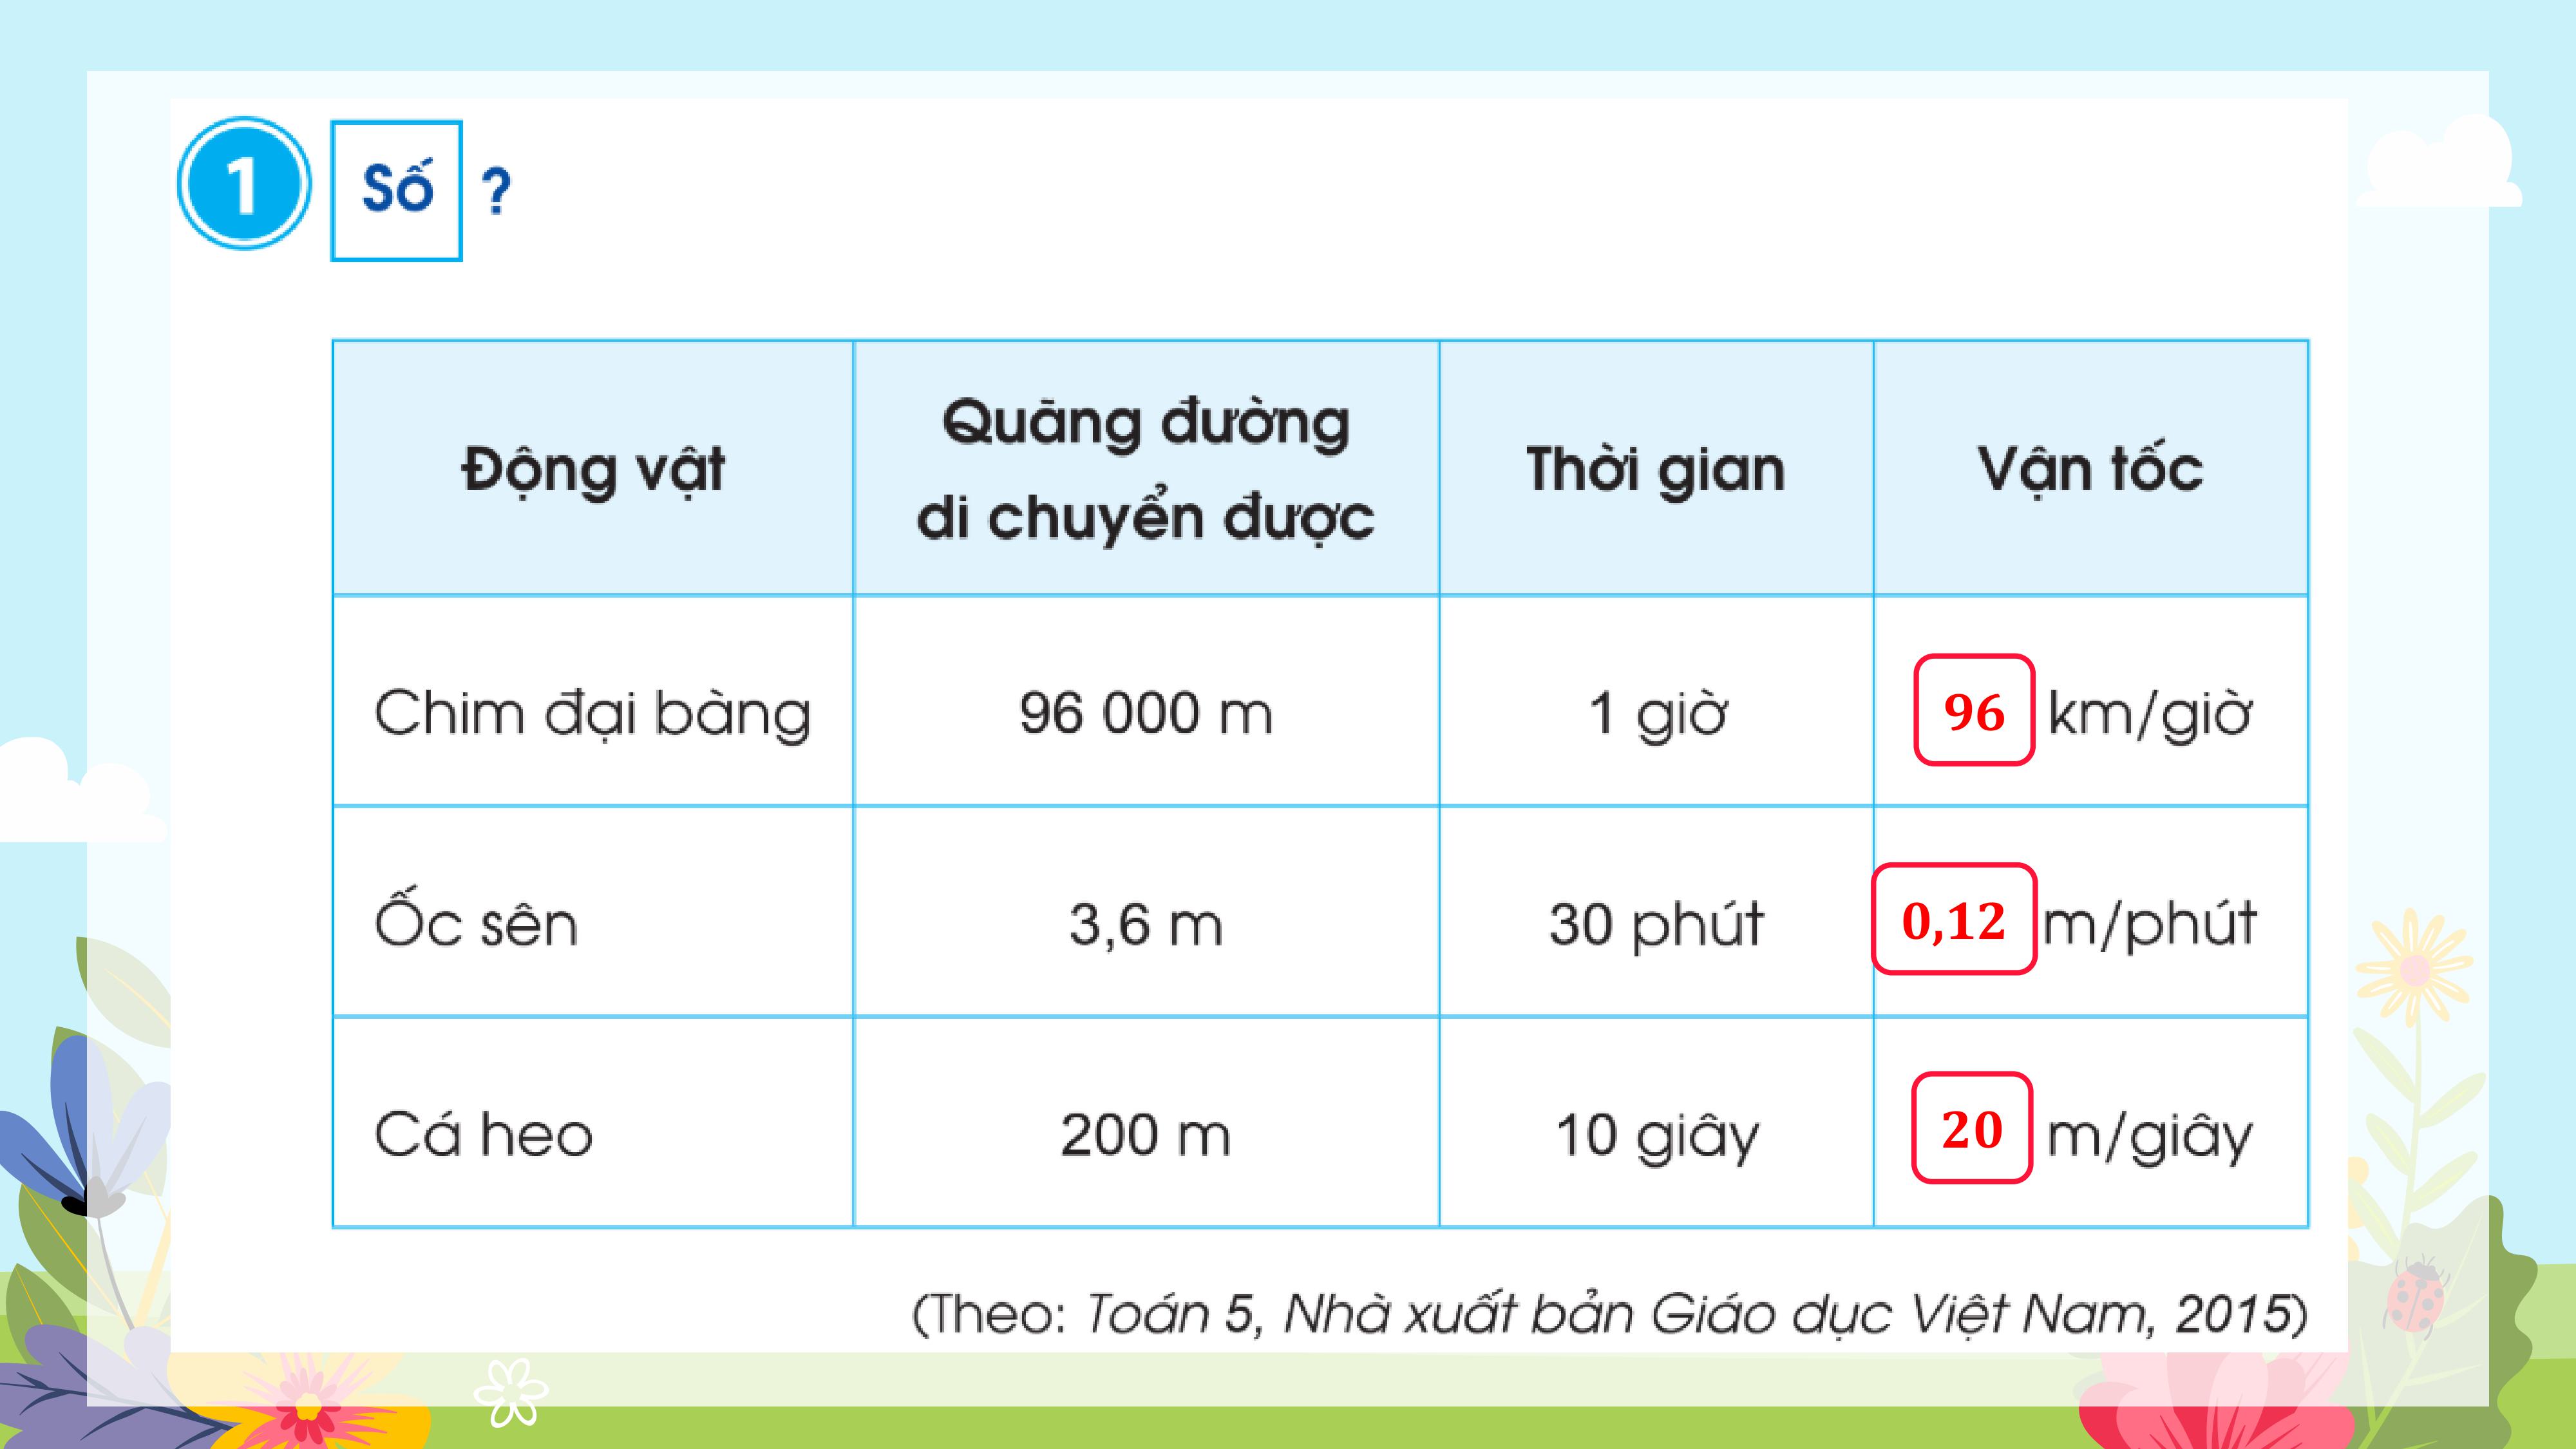 1 Số ?
Động vật
Quãng đường
di chuyển được
Thời gian
Vận tốc
Chim đại bàng 96 000 m 1 giờ 96 km/giờ
Ốc sên 3,6 m 30 phút 0,12 m/phút
Cá heo 200 m 10 giây 20 m/giây
(Theo: Toán 5, Nhà xuất bản Giáo dục Việt Nam, 2015)